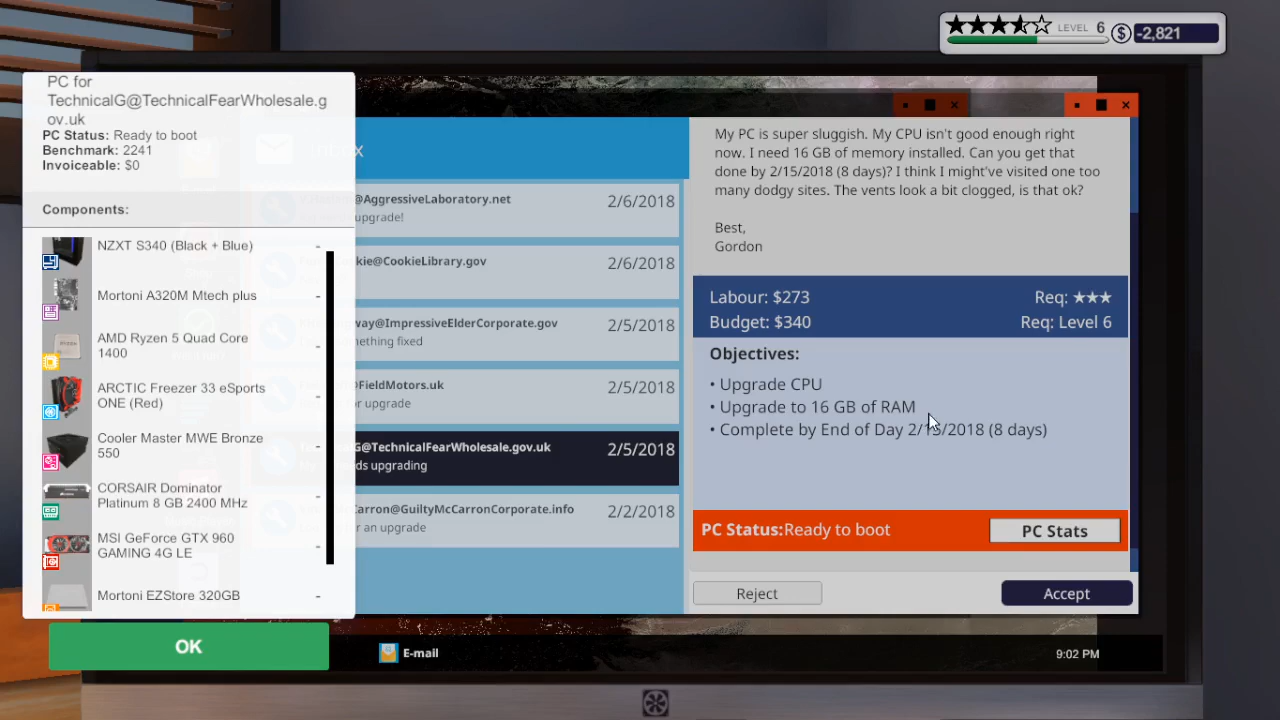 LEVEL 6
$ -2,821
PC for
TechnicalG@TechnicalFearWholesale.g
ov.uk
PC Status: Ready to boot
Benchmark: 2241
Invoiceable: $0
Components:
NZXT S340 (Black + Blue) -
Mortoni A320M Mtech plus -
AMD Ryzen 5 Quad Core
1400 -
ARCTIC Freezer 33 eSports
ONE (Red) -
Cooler Master MWE Bronze
550 -
CORSAIR Dominator
Platinum 8 GB 2400 MHz -
MSI GeForce GTX 960
GAMING 4G LE -
Mortoni EZStore 320GB -
OK
@AggressiveLaboratory.net 2/6/2018
upgrade!
@CookieLibrary.gov 2/6/2018
@ImpressiveElderCorporate.gov 2/5/2018
something fixed
@FieldMotors.uk 2/5/2018
upgrade
G@TechnicalFearWholesale.gov.uk 2/5/2018
upgrading
Carron@GuiltyMcCarronCorporate.info 2/2/2018
an upgrade
My PC is super sluggish. My CPU isn't good enough right
now. I need 16 GB of memory installed. Can you get that
done by 2/15/2018 (8 days)? I think I might've visited one too
many dodgy sites. The vents look a bit clogged, is that ok?
Best,
Gordon
Labour: $273 Req: ★★★
Budget: $340 Req: Level 6
Objectives:
• Upgrade CPU
• Upgrade to 16 GB of RAM
• Complete by End of Day 2/15/2018 (8 days)
PC Status:Ready to boot PC Stats
Reject Accept
E-mail 9:02 PM